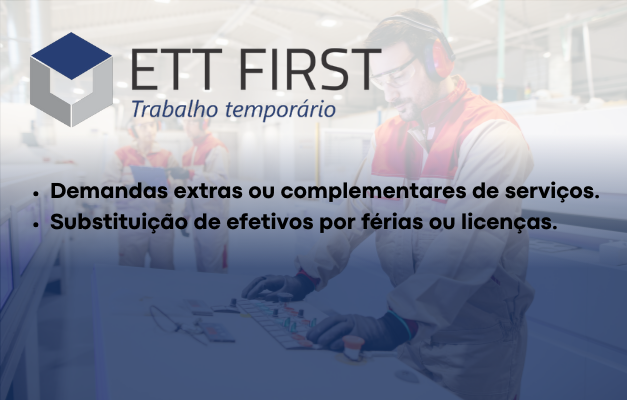 ETT FIRST
Trabalho temporário
• Demandas extras ou complementares de serviços.
• Substituição de efetivos por férias ou licenças.